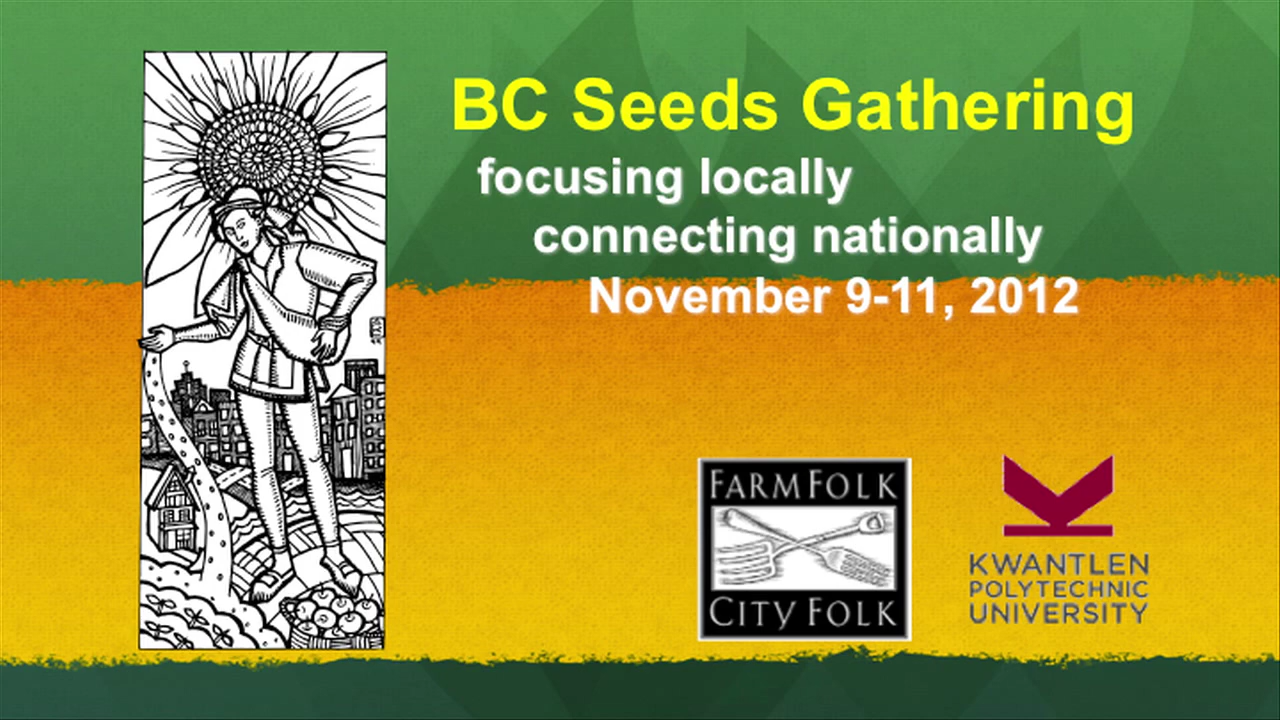 BC Seeds Gathering
focusing locally
connecting nationally
November 9-11, 2012
FARMFOLK
CITY FOLK
KWANTLEN
POLYTECHNIC
UNIVERSITY